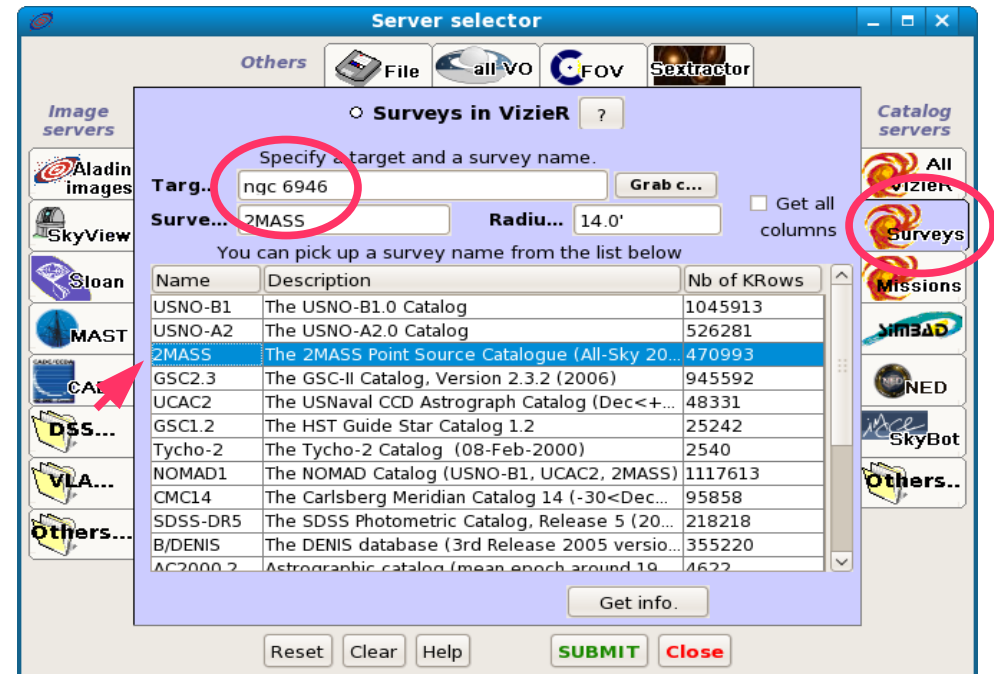 Server selector
Others
File
all VO
FOV
Sextractor
Image
servers
Catalog
servers
Aladin
images
SkyView
Sloan
MAST
DSS...
VLA...
Others...
Surveys in VizieR ?
Specify a target and a survey name.
Targ.. ngc 6946 Grab c...
Surve... 2MASS Radiu... 14.0'
Get all
columns
You can pick up a survey name from the list below
Name Description Nb of KRows
USNO-B1 The USNO-B1.0 Catalog 1045913
USNO-A2 The USNO-A2.0 Catalog 526281
2MASS The 2MASS Point Source Catalogue (All-Sky 20... 470993
GSC2.3 The GSC-II Catalog, Version 2.3.2 (2006) 945592
UCAC2 The USNaval CCD Astrograph Catalog (Dec<+... 48331
GSC1.2 The HST Guide Star Catalog 1.2 25242
Tycho-2 The Tycho-2 Catalog (08-Feb-2000) 2540
NOMAD1 The NOMAD Catalog (USNO-B1, UCAC2, 2MASS) 1117613
CMC14 The Carlsberg Meridian Catalog 14 (-30<Dec... 95858
SDSS-DR5 The SDSS Photometric Catalog, Release 5 (20... 218218
B/DENIS The DENIS database (3rd Release 2005 versio... 355220
AC2000.2 Astrographic catalog (mean epoch around 19... 4622
Get info.
All
VizieR
Surveys
Missions
SIMBAD
NED
SkyBot
Others..
Reset Clear Help SUBMIT Close